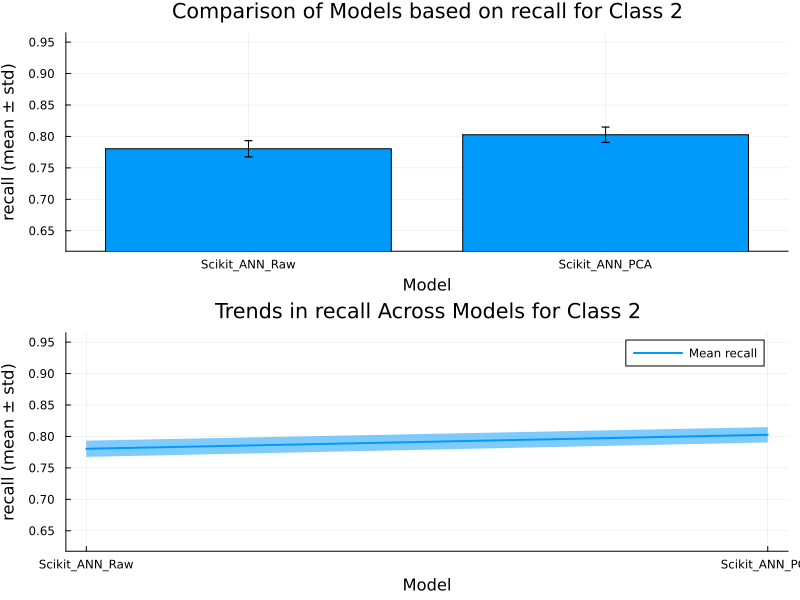 Comparison of Models based on recall for Class 2
recall (mean ± std)
0.95
0.90
0.85
0.80
0.75
0.70
0.65
Scikit_ANN_Raw Scikit_ANN_PCA
Model
Trends in recall Across Models for Class 2
recall (mean ± std)
0.95
0.90
0.85
0.80
0.75
0.70
0.65
Mean recall
Scikit_ANN_Raw Scikit_ANN_PC
Model